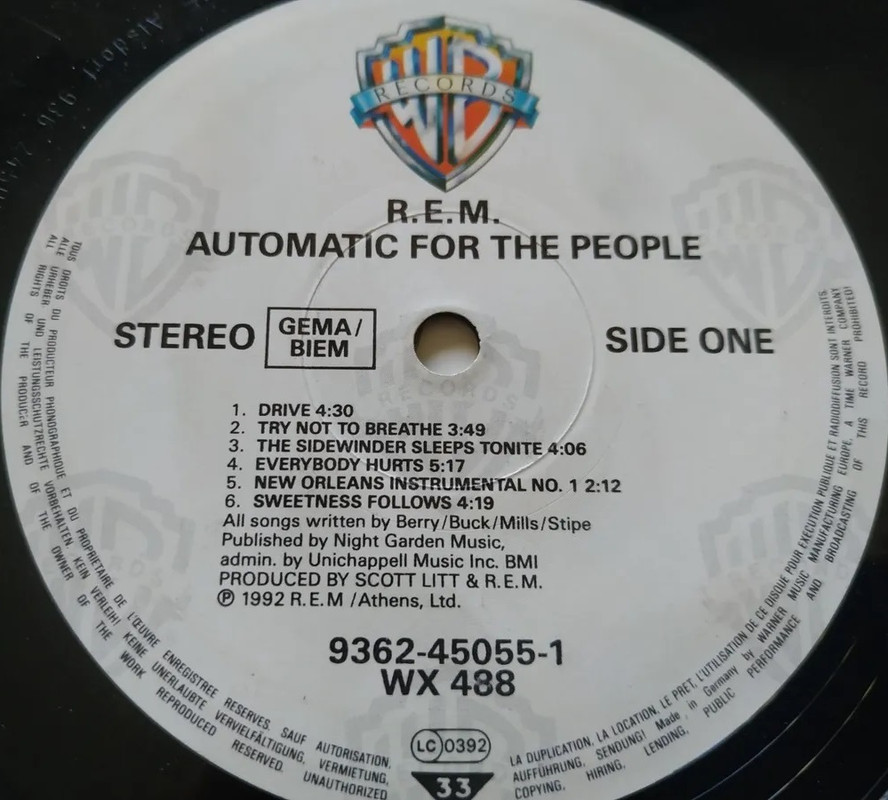 WB
RECORDS
R.E.M.
AUTOMATIC FOR THE PEOPLE
STEREO
GEMA/
BIEM
SIDE ONE
1. DRIVE 4:30
2. TRY NOT TO BREATHE 3:49
3. THE SIDEWINDER SLEEPS TONITE 4:06
4. EVERYBODY HURTS 5:17
5. NEW ORLEANS INSTRUMENTAL NO. 1 2:12
6. SWEETNESS FOLLOWS 4:19
All songs written by Berry/Buck/Mills/Stipe
Published by Night Garden Music,
admin. by Unichappell Music Inc. BMI
PRODUCED BY SCOTT LITT & R.E.M.
℗ 1992 R.E.M /Athens, Ltd.
9362-45055-1
WX 488
LC 0392
33
TOUS DROITS DU PRODUCTEUR PHONOGRAPHIQUE ET DU PROPRIETAIRE DE L'ŒUVRE ENREGISTREE RESERVES. SAUF AUTORISATION,
LA DUPLICATION, LA LOCATION, LE PRET, L'UTILISATION DE CE DISQUE POUR EXECUTION PUBLIQUE ET RADIODIFFUSION SONT INTERDITS.
ALLE URHEBER UND LEISTUNGSSCHUTZRECHTE VORBEHALTEN. KEIN VERLEIH! KEINE UNERLAUBTE VERVIELFÄLTIGUNG, VERMIETUNG,
AUFFÜHRUNG, SENDUNG! Made in Germany by WARNER MUSIC MANUFACTURING EUROPE, A TIME WARNER COMPANY
ALL RIGHTS OF THE PRODUCER AND OF THE OWNER OF THE WORK REPRODUCED RESERVED. UNAUTHORIZED
COPYING, HIRING, LENDING, PUBLIC PERFORMANCE AND BROADCASTING OF THIS RECORD PROHIBITED!
Alsdorf 936